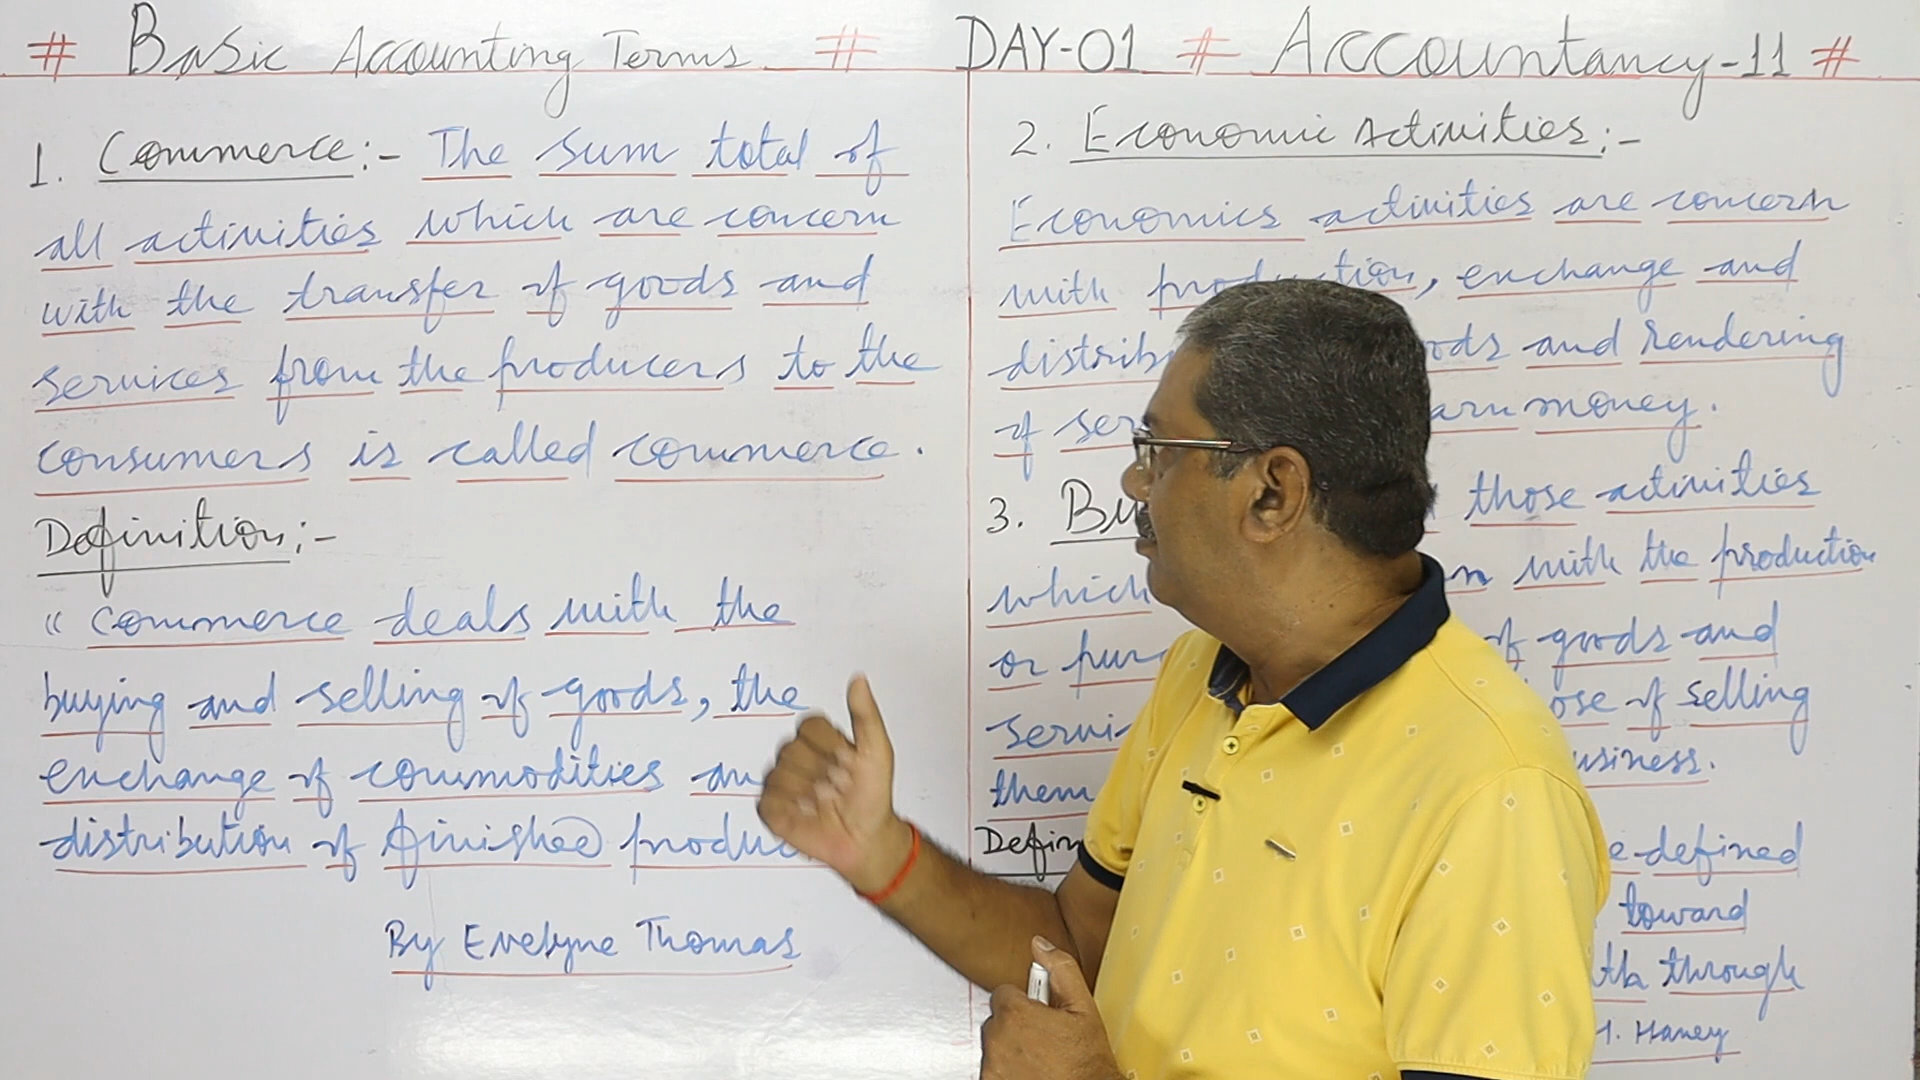 # Basic Accounting Terms # DAY-01 # Accountancy-11 #
1. Commerce:- The sum total of
all activities which are concern
with the transfer of goods and
services from the producers to the
consumers is called commerce.
Definition:-
" Commerce deals with the
buying and selling of goods, the
exchange of commodities an
distribution of finished produc
By Evelyne Thomas
2. Economic Activities:-
Economics activities are concern
with production, exchange and
distrib ods and rendering
of ser arn money.
3. Bu those activities
which rn with the production
or pur of goods and
servi ose of selling
them usiness.
Defin e defined
toward
lth through
H. Haney